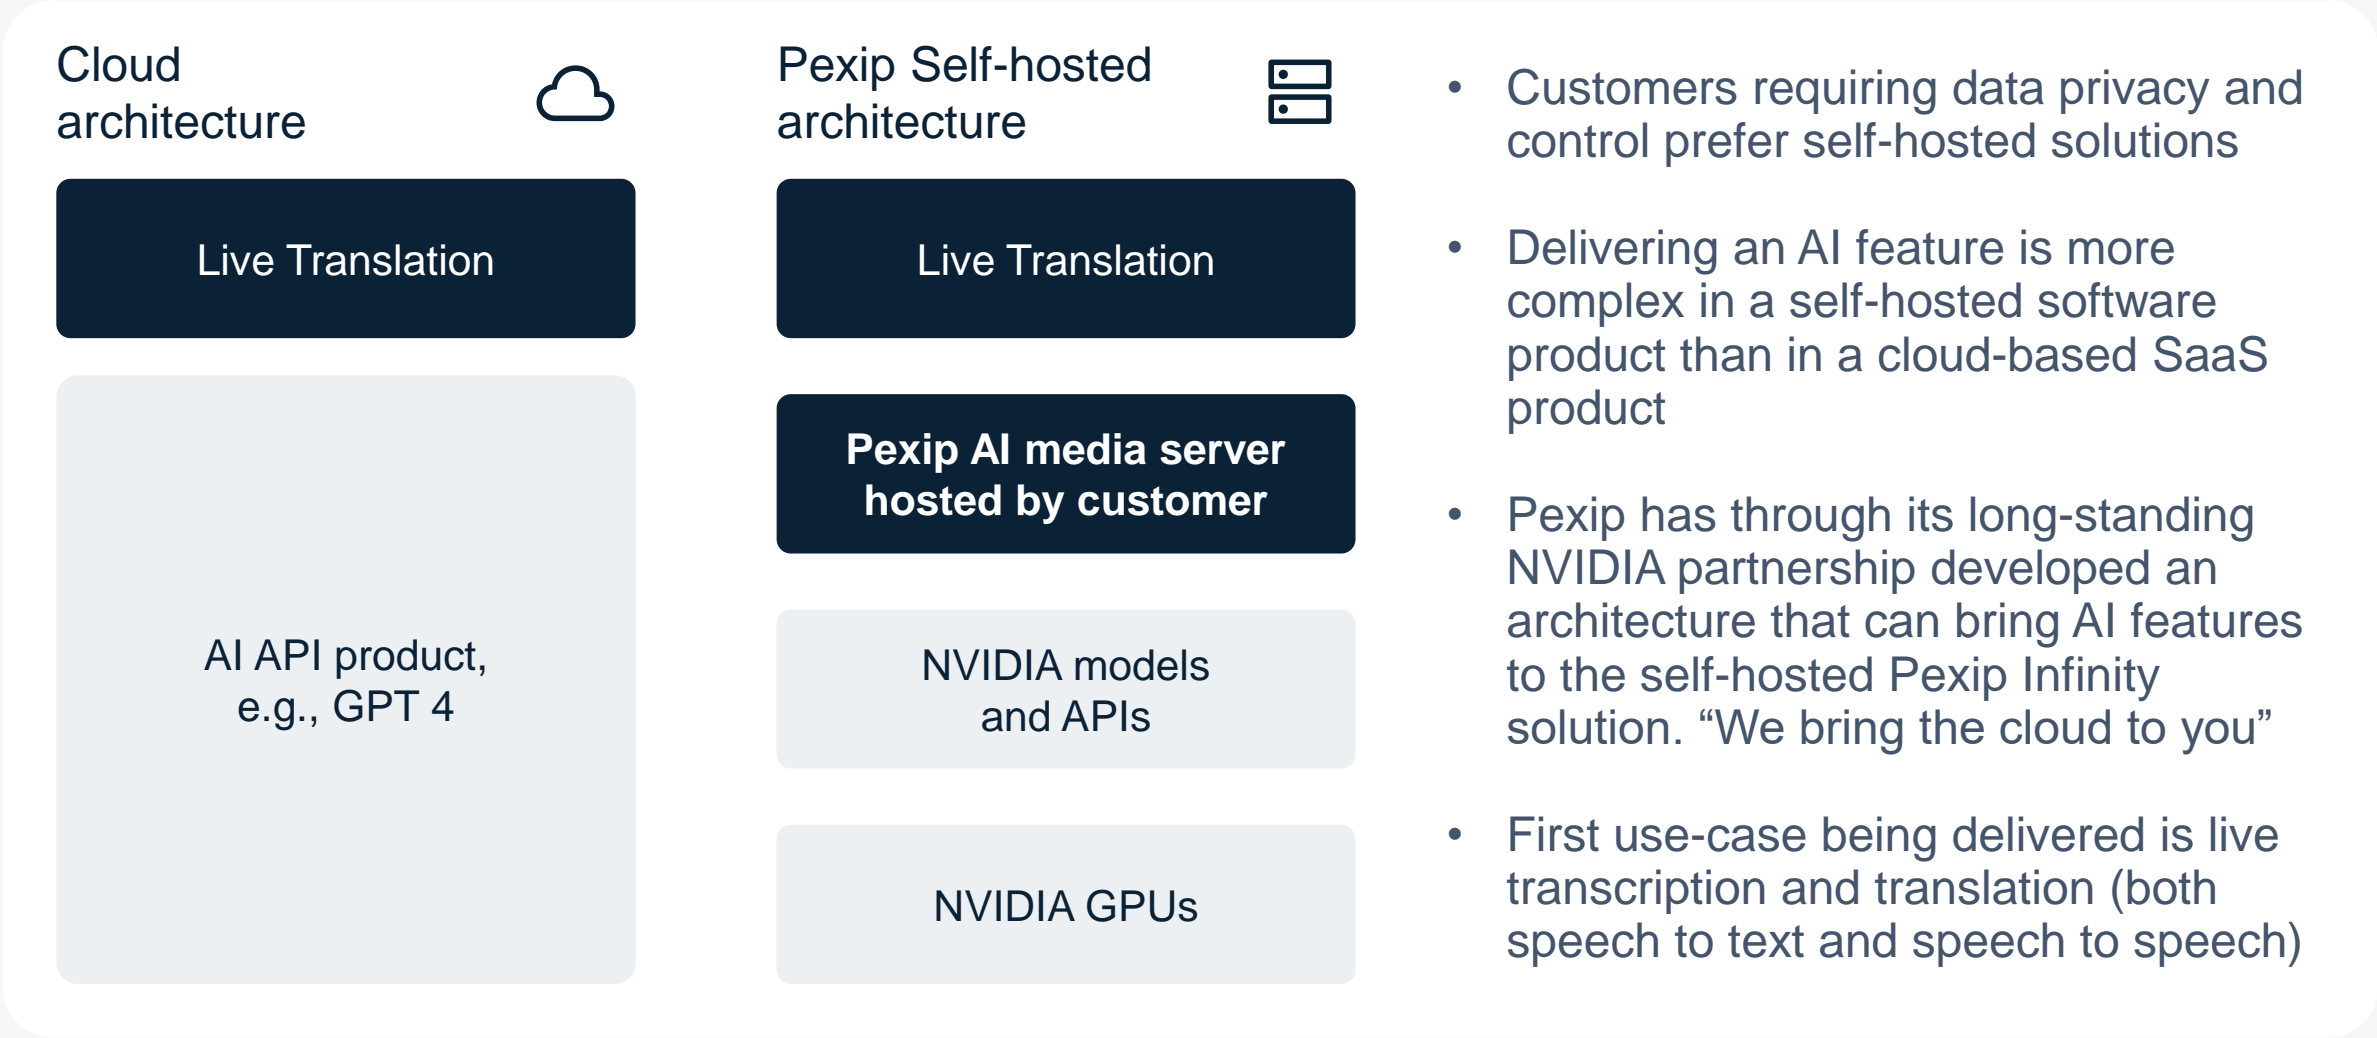 Cloud
architecture
Live Translation
AI API product,
e.g., GPT 4
Pexip Self-hosted
architecture
Live Translation
Pexip AI media server
hosted by customer
NVIDIA models
and APIs
NVIDIA GPUs
• Customers requiring data privacy and
control prefer self-hosted solutions
• Delivering an AI feature is more
complex in a self-hosted software
product than in a cloud-based SaaS
product
• Pexip has through its long-standing
NVIDIA partnership developed an
architecture that can bring AI features
to the self-hosted Pexip Infinity
solution. “We bring the cloud to you”
• First use-case being delivered is live
transcription and translation (both
speech to text and speech to speech)